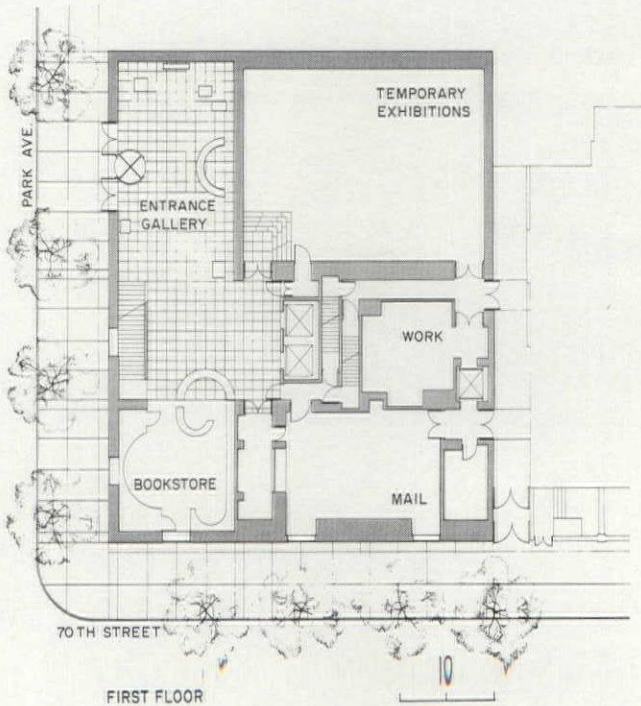 TEMPORARY
EXHIBITIONS
PARK AVE.
ENTRANCE
GALLERY
WORK
BOOKSTORE
MAIL
70TH STREET
FIRST FLOOR
10